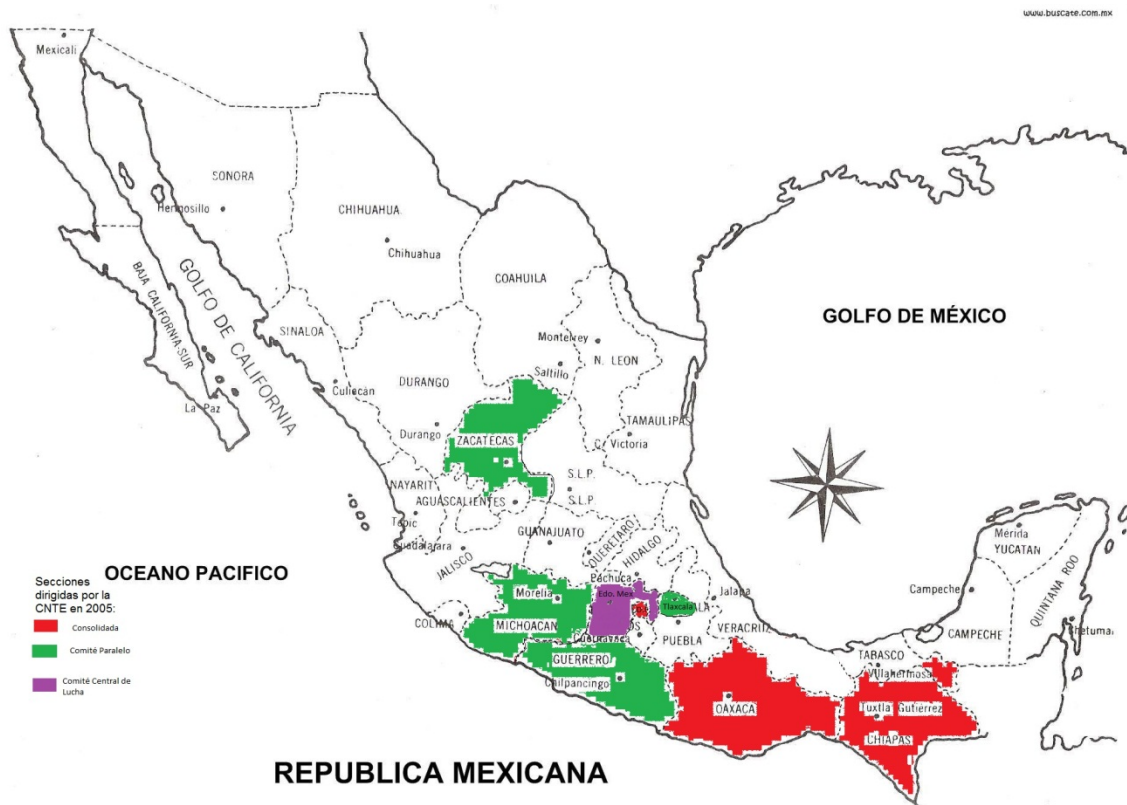 www.buscate.com.mx
Mexicali
SONORA
Hermosillo
CHIHUAHUA
Chihuahua
COAHUILA
BAJA CALIFORNIA-SUR
GOLFO DE CALIFORNIA
SINALOA
Monterrey
N. LEON
GOLFO DE MÉXICO
Saltillo
Culiacán
DURANGO
La Paz
TAMAULIPAS
Durango
ZACATECAS
C. Victoria
S.L.P.
NAYARIT
AGUASCALIENTES
S.L.P.
Tepic
GUANAJUATO
QUERETARO
HIDALGO
Mérida
YUCATAN
Guadalarara
JALISCO
OCEANO PACIFICO
Pachuca
Secciones
dirigidas por la
CNTE en 2005:
Morelia
Edo. Mex
Jalapa
Campeche
QUINTANA ROO
Tlaxcala
COLIMA
MICHOACAN
PUEBLA
VERACRUZ
CAMPECHE
Chetumal
Consolidada
Cuernavaca
Comité Paralelo
GUERRERO
TABASCO
Villahermosa
Chilpancingo
Comité Central de
Lucha
OAXACA
Tuxtla Gutiérrez
CHIAPAS
REPUBLICA MEXICANA